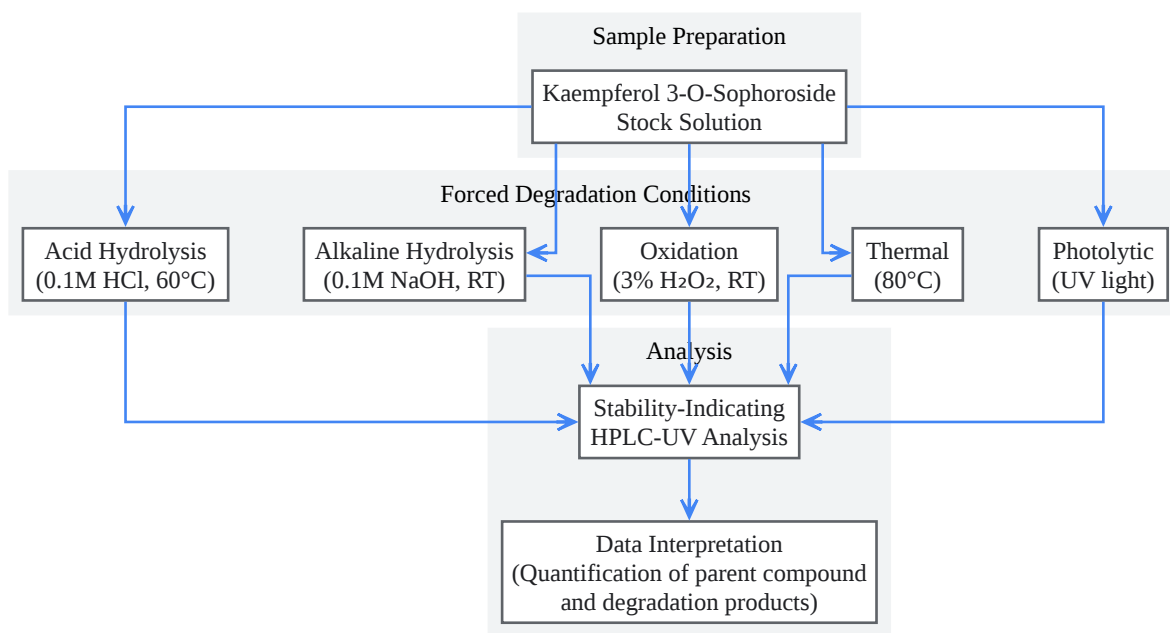 Sample Preparation
Kaempferol 3-O-Sophoroside
Stock Solution
Forced Degradation Conditions
Acid Hydrolysis
(0.1M HCl, 60°C)
Alkaline Hydrolysis
(0.1M NaOH, RT)
Oxidation
(3% H₂O₂, RT)
Thermal
(80°C)
Photolytic
(UV light)
Analysis
Stability-Indicating
HPLC-UV Analysis
Data Interpretation
(Quantification of parent compound
and degradation products)